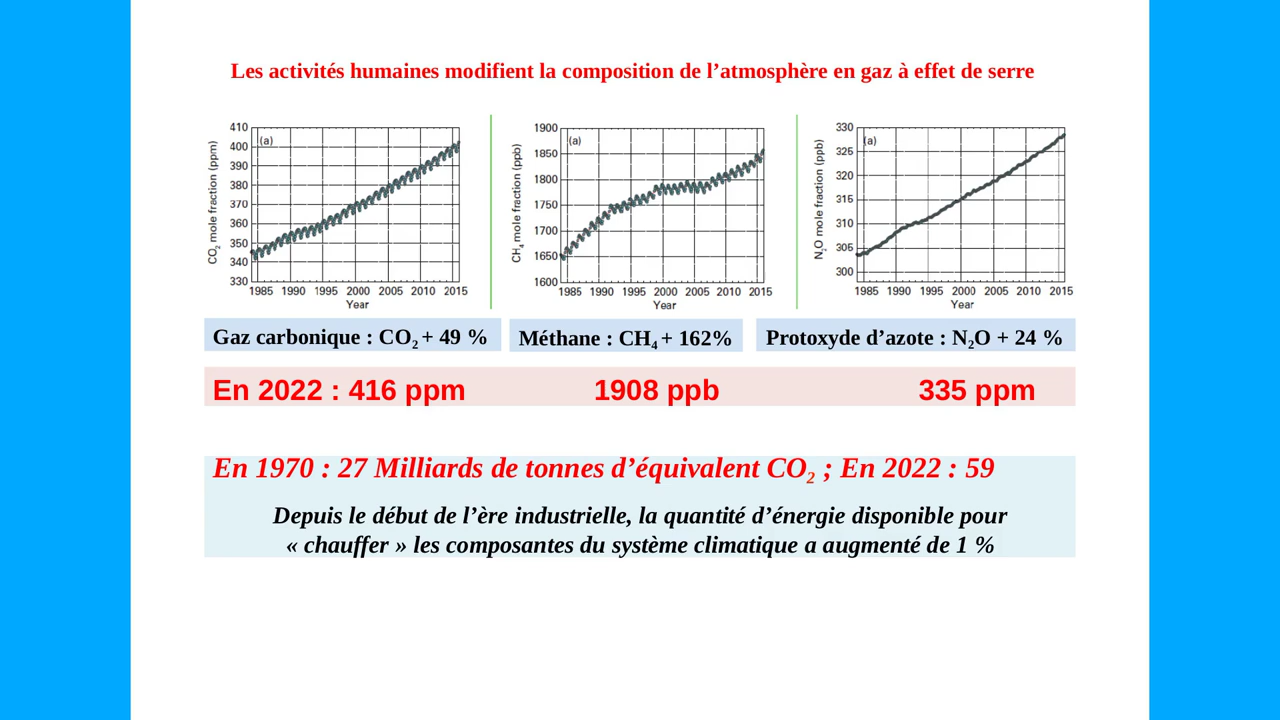 Les activités humaines modifient la composition de l’atmosphère en gaz à effet de serre
410
400
390
380
370
360
350
340
330
CO2 mole fraction (ppm)
(a)
1985 1990 1995 2000 2005 2010 2015
Year
1900
1850
1800
1750
1700
1650
1600
CH4 mole fraction (ppb)
(a)
1985 1990 1995 2000 2005 2010 2015
Year
330
325
320
315
310
305
300
N2O mole fraction (ppb)
(a)
1985 1990 1995 2000 2005 2010 2015
Year
Gaz carbonique : CO2 + 49 %
Méthane : CH4 + 162%
Protoxyde d’azote : N2O + 24 %
En 2022 : 416 ppm 1908 ppb 335 ppm
En 1970 : 27 Milliards de tonnes d’équivalent CO2 ; En 2022 : 59
Depuis le début de l’ère industrielle, la quantité d’énergie disponible pour
« chauffer » les composantes du système climatique a augmenté de 1 %